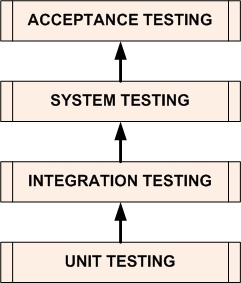 ACCEPTANCE TESTING
SYSTEM TESTING
INTEGRATION TESTING
UNIT TESTING